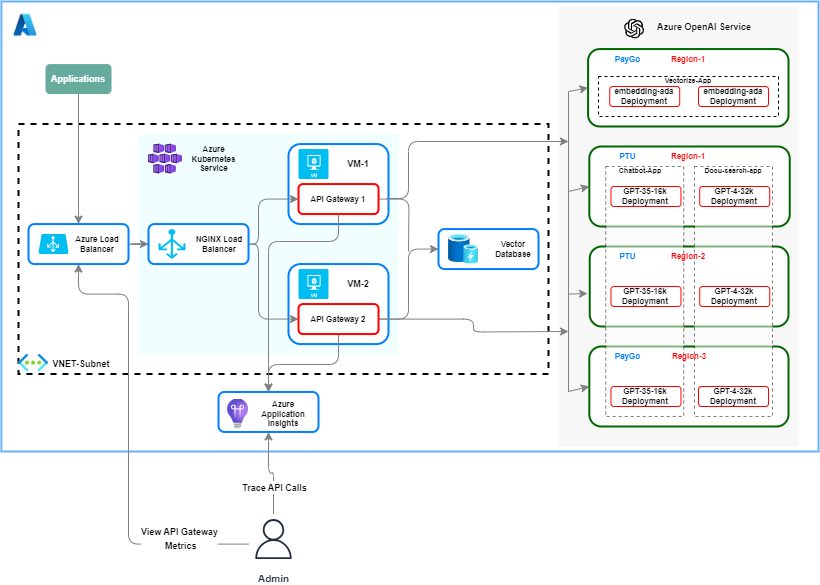 Azure OpenAI Service
PayGo Region-1
Vectorize-App
embedding-ada
Deployment
embedding-ada
Deployment
Applications
Azure
Kubernetes
Service
VM-1
API Gateway 1
PTU Region-1
Chatbot-App
Docu-search-app
GPT-35-16k
Deployment
GPT-4-32k
Deployment
Azure Load
Balancer
NGINX Load
Balancer
Vector
Database
PTU Region-2
VM-2
API Gateway 2
GPT-35-16k
Deployment
GPT-4-32k
Deployment
VNET-Subnet
PayGo Region-3
GPT-35-16k
Deployment
GPT-4-32k
Deployment
Azure
Application
Insights
Trace API Calls
View API Gateway
Metrics
Admin